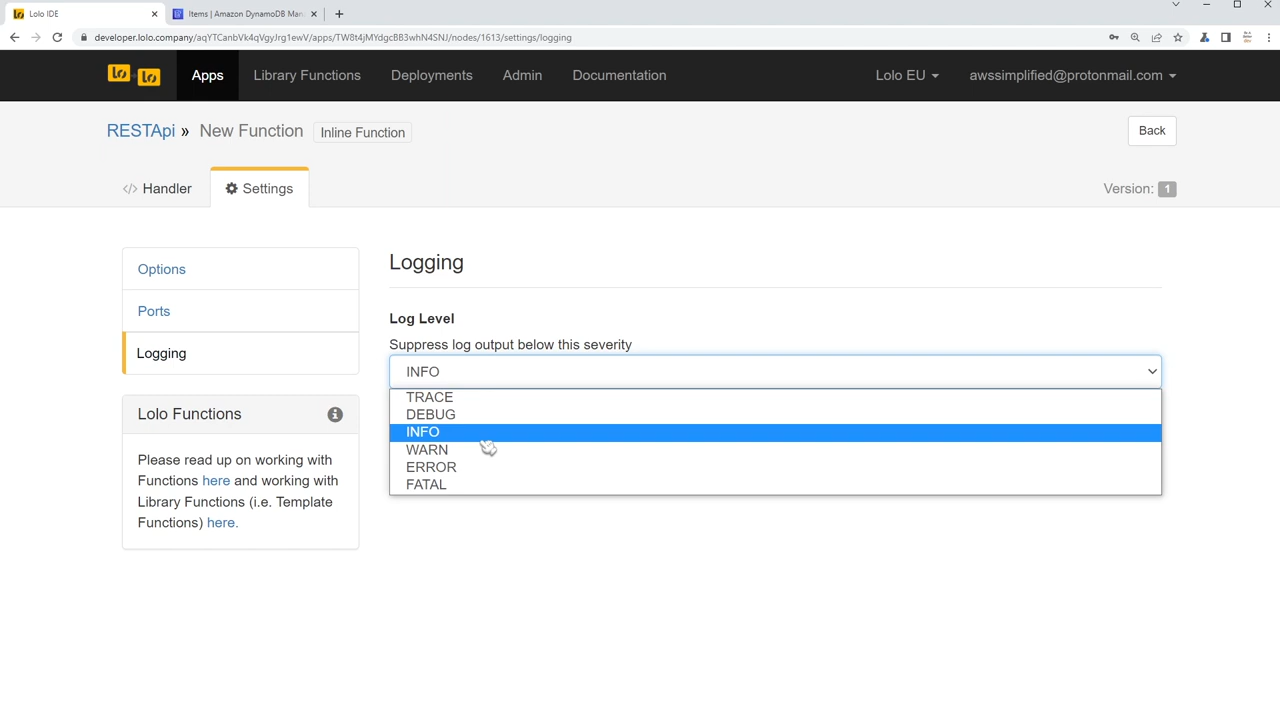 Lolo IDE
Items | Amazon DynamoDB Man
developer.lolo.company/aqYTCanbVk4qVgyJrg1ewV/apps/TW8t4jMYdgcBB3whN4SNJ/nodes/1613/settings/logging
Lo Lo Apps Library Functions Deployments Admin Documentation Lolo EU awssimplified@protonmail.com
RESTApi » New Function Inline Function Back
</> Handler Settings Version: 1
Options
Ports
Logging
Lolo Functions
Please read up on working with
Functions here and working with
Library Functions (i.e. Template
Functions) here.
Logging
Log Level
Suppress log output below this severity
INFO
TRACE
DEBUG
INFO
WARN
ERROR
FATAL